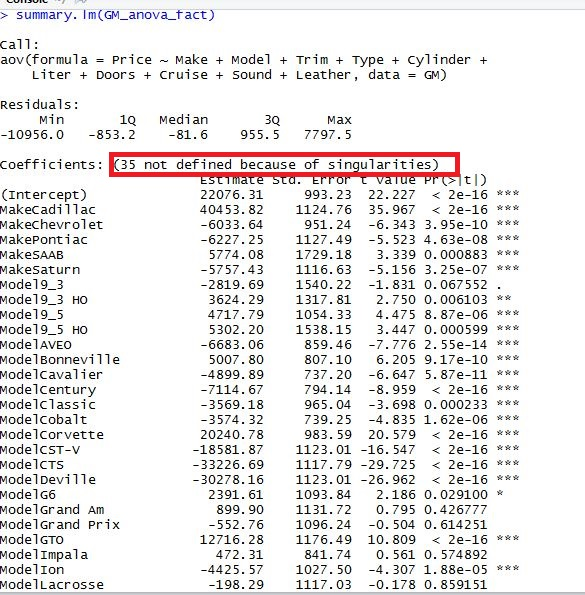 Console
> summary.lm(GM_anova_fact)
Call:
aov(formula = Price ~ Make + Model + Trim + Type + Cylinder +
    Liter + Doors + Cruise + Sound + Leather, data = GM)
Residuals:
     Min       1Q   Median       3Q      Max
-10956.0   -853.2    -81.6    955.5   7797.5
Coefficients: (35 not defined because of singularities)
                 Estimate Std. Error t value Pr(>|t|)
(Intercept)      22076.31     993.23  22.227  < 2e-16 ***
MakeCadillac     40453.82    1124.76  35.967  < 2e-16 ***
MakeChevrolet    -6033.64     951.24  -6.343 3.95e-10 ***
MakePontiac      -6227.25    1127.49  -5.523 4.63e-08 ***
MakeSAAB          5774.08    1729.18   3.339 0.000883 ***
MakeSaturn       -5757.43    1116.63  -5.156 3.25e-07 ***
Model9_3         -2819.69    1540.22  -1.831 0.067552 .
Model9_3 HO       3624.29    1317.81   2.750 0.006103 **
Model9_5          4717.79    1054.33   4.475 8.87e-06 ***
Model9_5 HO       5302.20    1538.15   3.447 0.000599 ***
ModelAVEO        -6683.06     859.46  -7.776 2.55e-14 ***
ModelBonneville   5007.80     807.10   6.205 9.17e-10 ***
ModelCavalier    -4899.89     737.20  -6.647 5.87e-11 ***
ModelCentury     -7114.67     794.14  -8.959  < 2e-16 ***
ModelClassic     -3569.18     965.04  -3.698 0.000233 ***
ModelCobalt      -3574.32     739.25  -4.835 1.62e-06 ***
ModelCorvette    20240.78     983.59  20.579  < 2e-16 ***
ModelCST-V      -18581.87    1123.01 -16.547  < 2e-16 ***
ModelCTS        -33226.69    1117.79 -29.725  < 2e-16 ***
ModelDeville    -30278.16    1123.01 -26.962  < 2e-16 ***
ModelG6           2391.61    1093.84   2.186 0.029100 *
ModelGrand Am      899.90    1131.72   0.795 0.426777
ModelGrand Prix   -552.76    1096.24  -0.504 0.614251
ModelGTO         12716.28    1176.49  10.809  < 2e-16 ***
ModelImpala        472.31     841.74   0.561 0.574892
ModelIon         -4425.57    1027.50  -4.307 1.88e-05 ***
ModelLacrosse     -198.29    1117.03  -0.178 0.859151